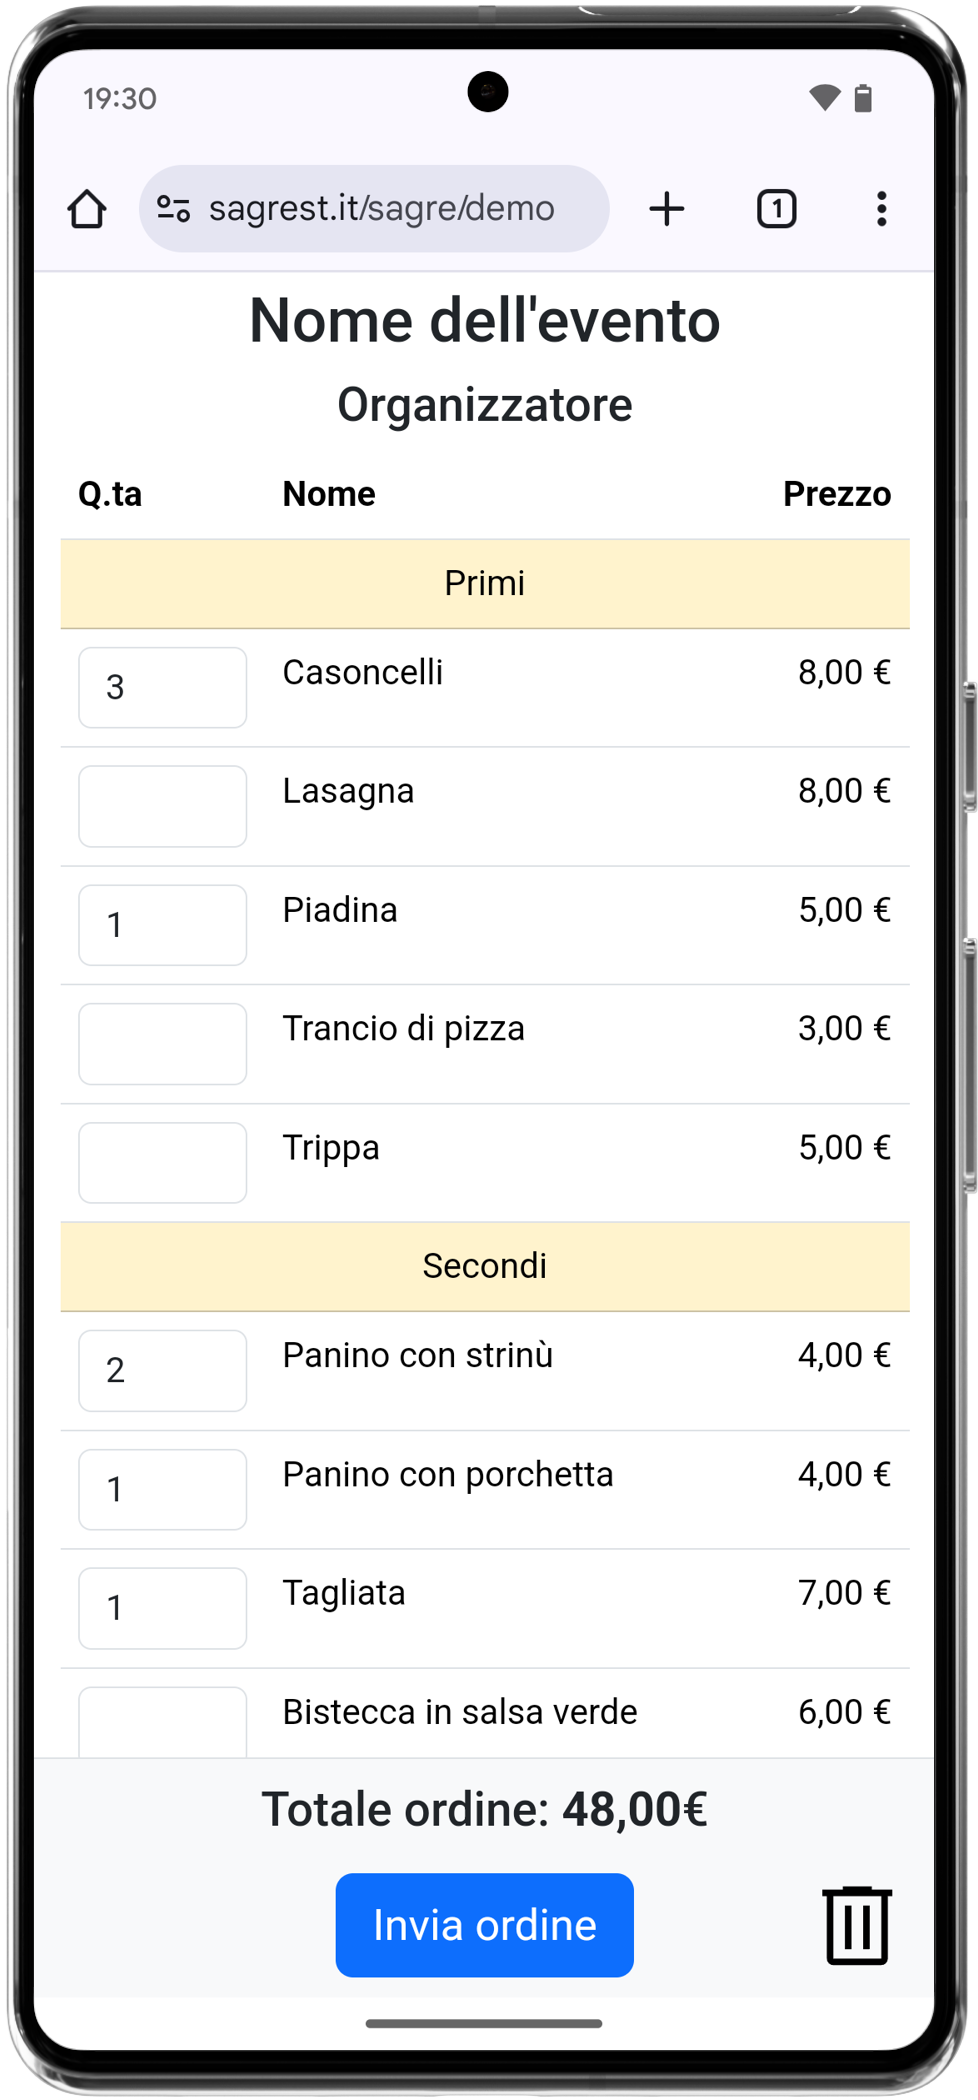 19:30
sagrest.it/sagre/demo
1
Nome dell'evento
Organizzatore
Q.ta Nome Prezzo
Primi
3 Casoncelli 8,00 €
Lasagna 8,00 €
1 Piadina 5,00 €
Trancio di pizza 3,00 €
Trippa 5,00 €
Secondi
2 Panino con strinù 4,00 €
1 Panino con porchetta 4,00 €
1 Tagliata 7,00 €
Bistecca in salsa verde 6,00 €
Totale ordine: 48,00€
Invia ordine